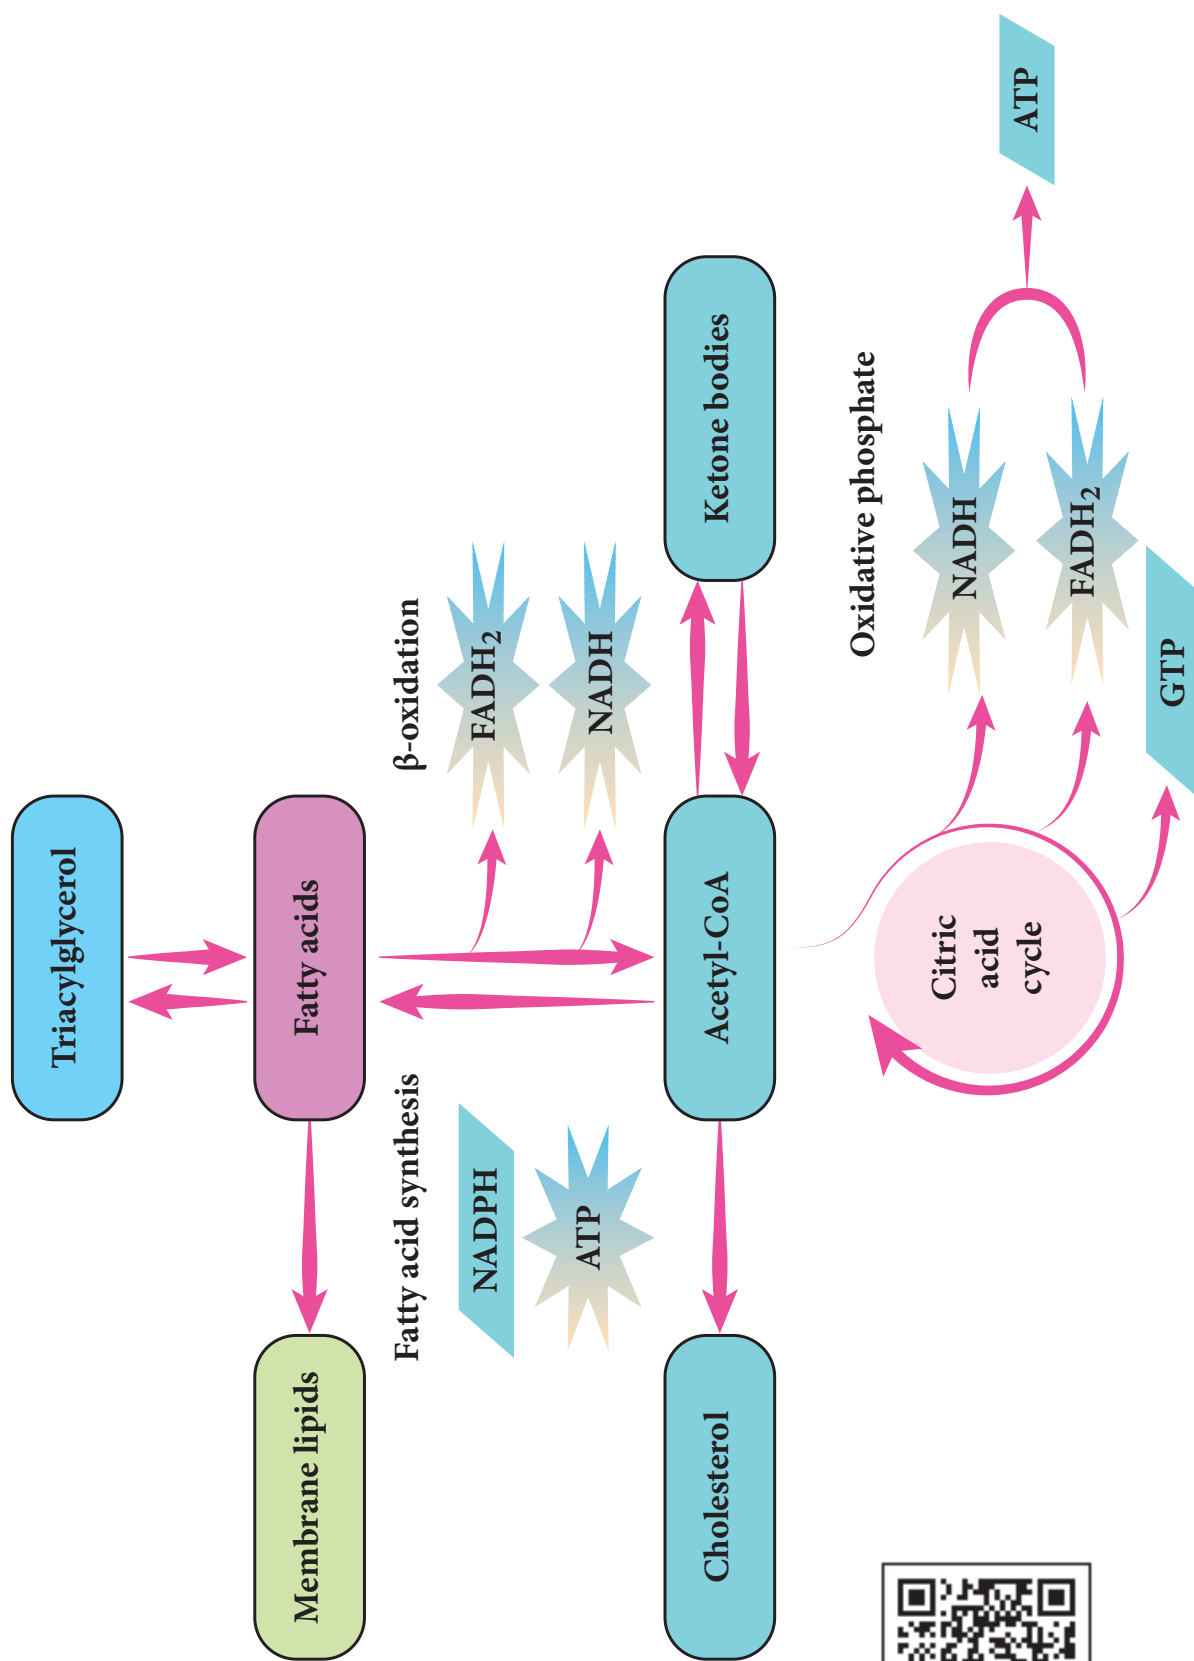 Triacylglycerol
Membrane lipids
Fatty acids
Fatty acid synthesis
NADPH
ATP
β-oxidation
FADH₂
NADH
Cholesterol
Acetyl-CoA
Ketone bodies
Citric
acid
cycle
Oxidative phosphate
NADH
FADH₂
GTP
ATP